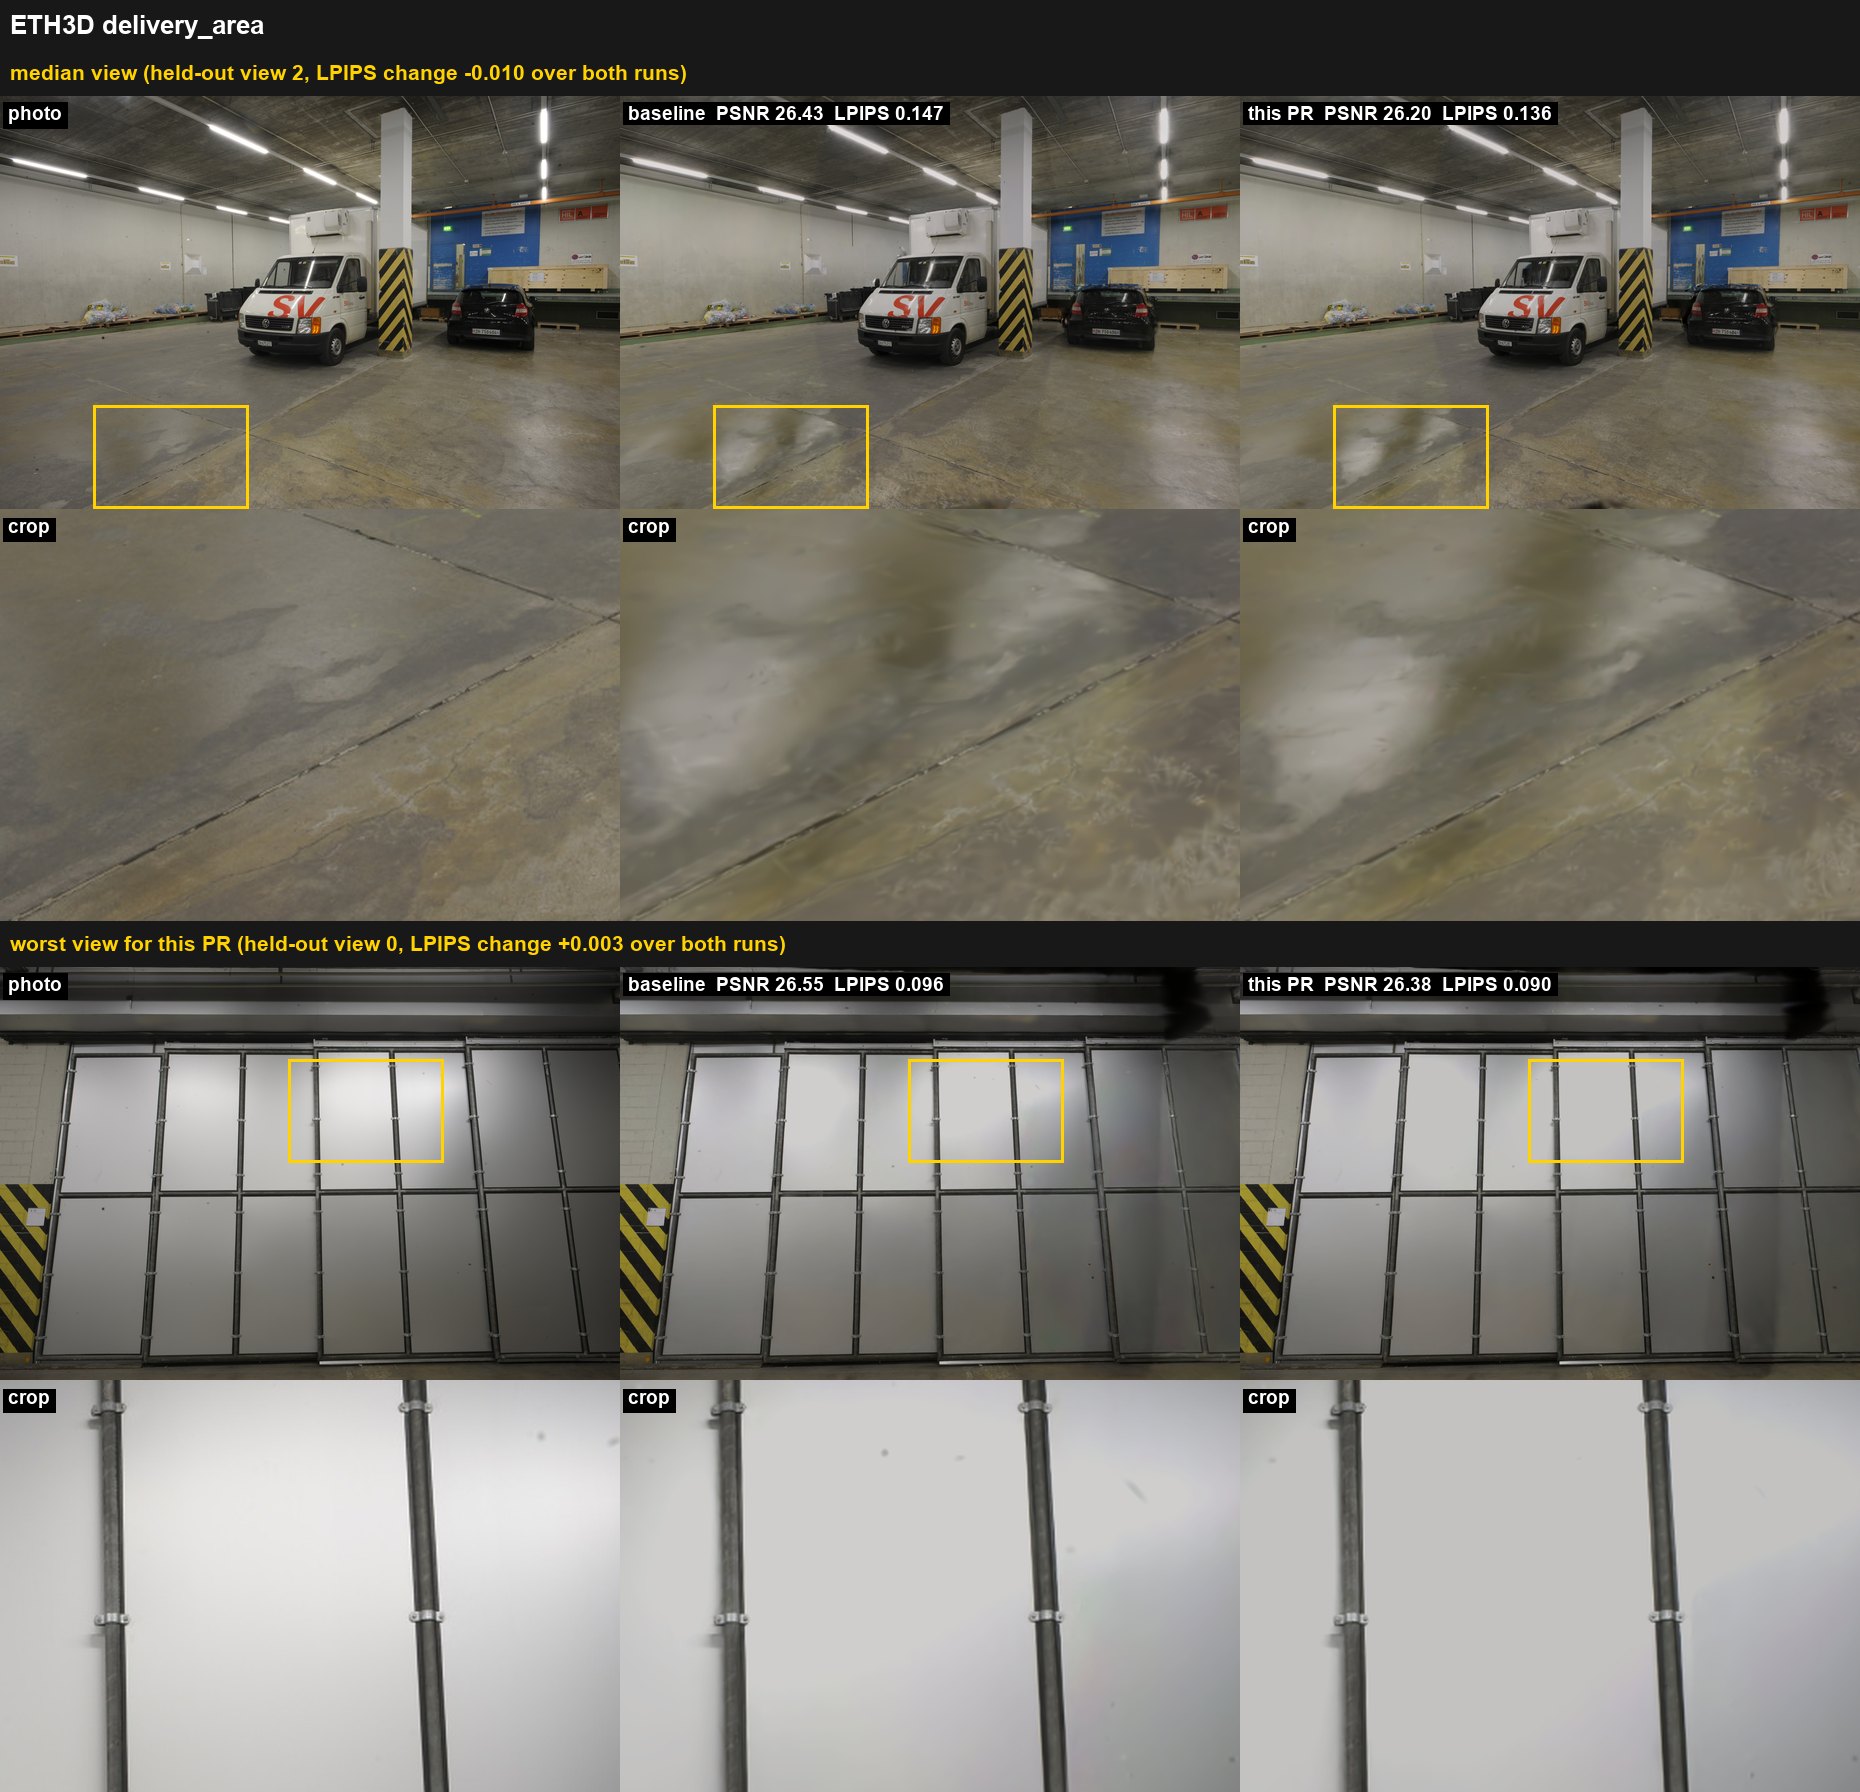 ETH3D delivery_area
median view (held-out view 2, LPIPS change -0.010 over both runs)
photo
baseline PSNR 26.43 LPIPS 0.147
this PR PSNR 26.20 LPIPS 0.136
SV
SV
SV
crop
crop
crop
worst view for this PR (held-out view 0, LPIPS change +0.003 over both runs)
photo
baseline PSNR 26.55 LPIPS 0.096
this PR PSNR 26.38 LPIPS 0.090
crop
crop
crop